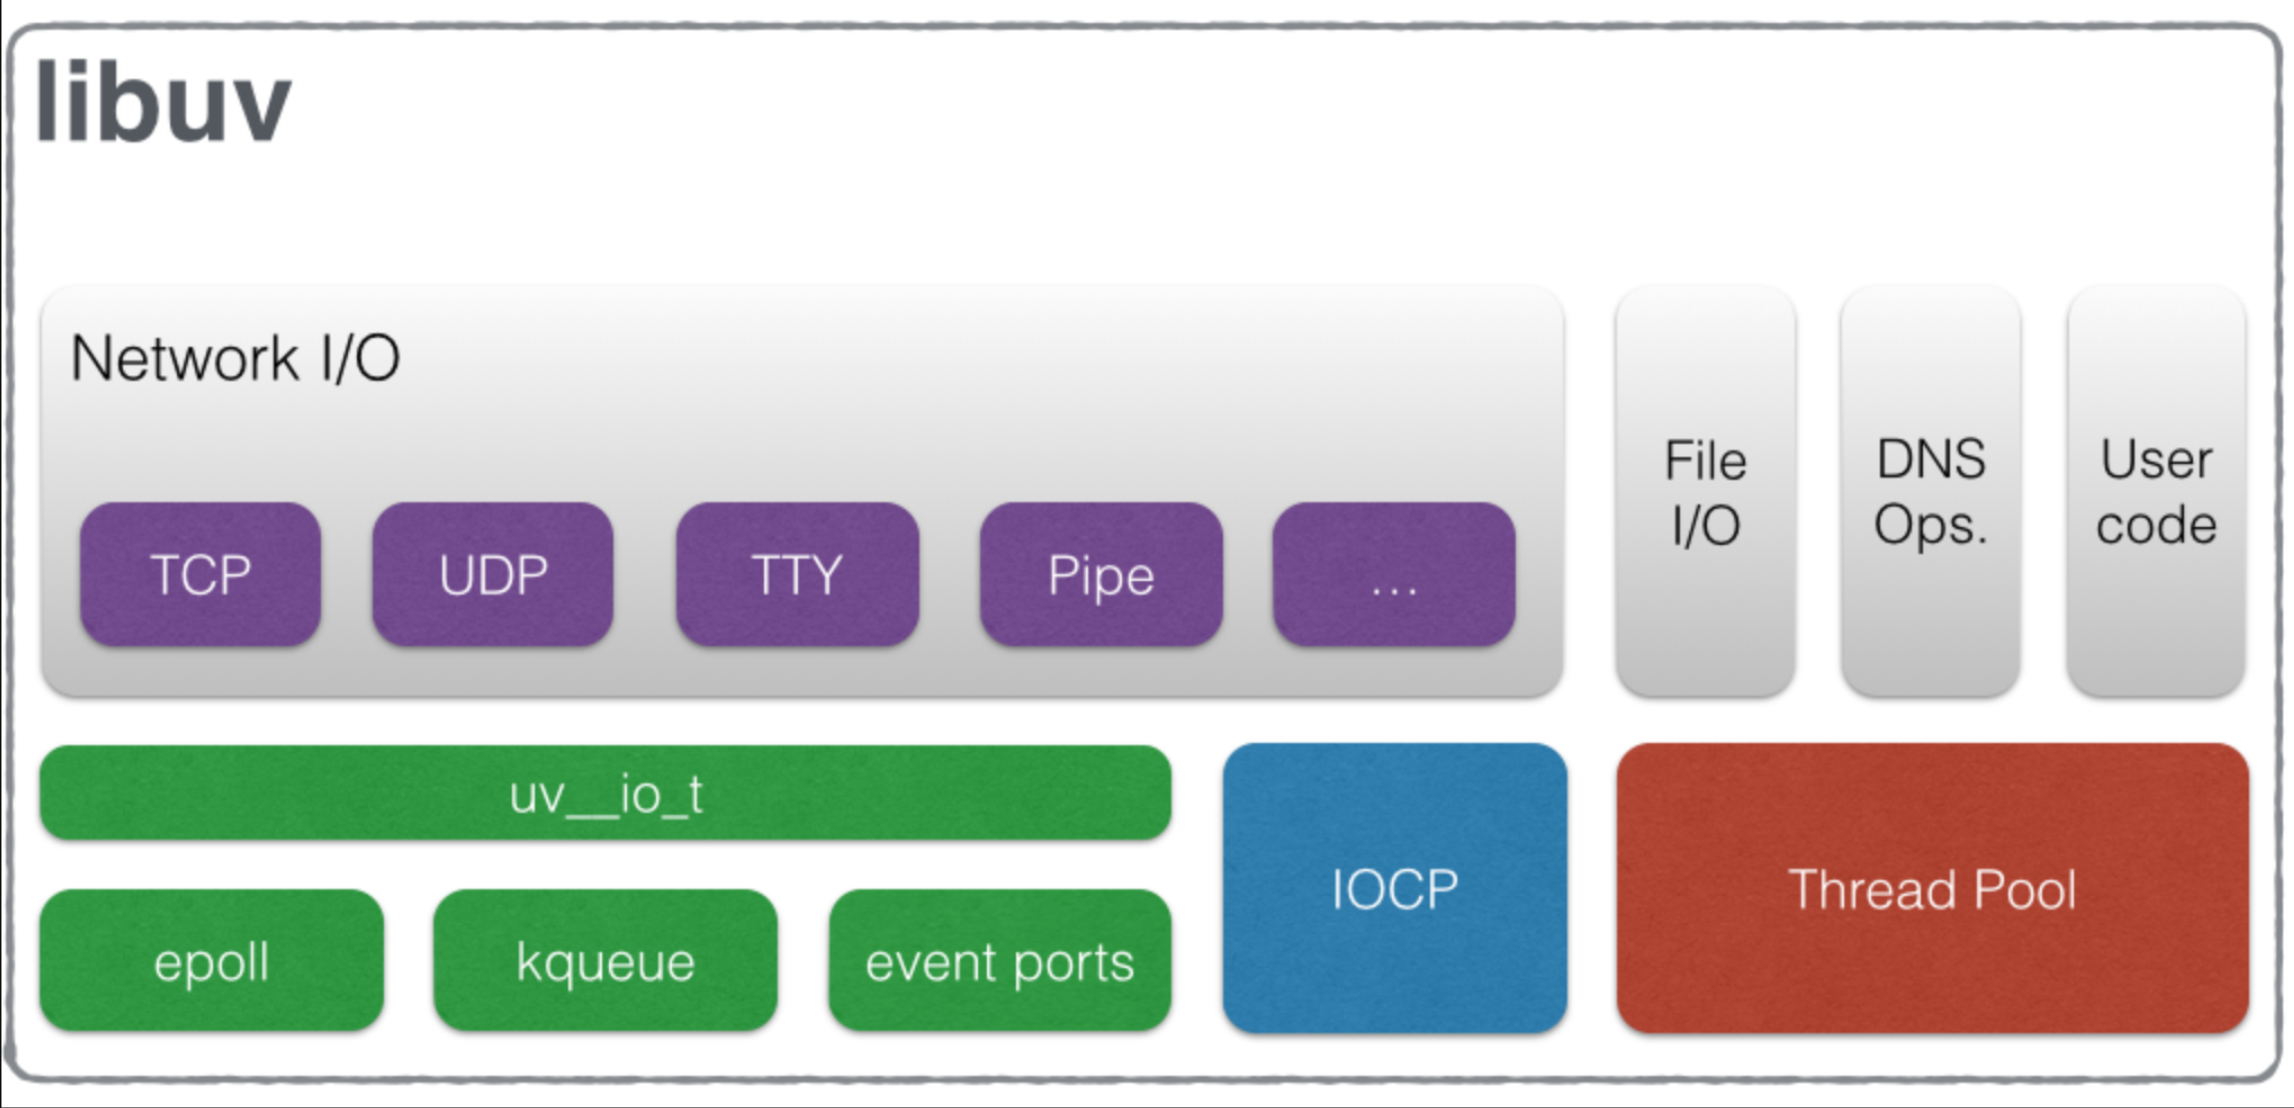 libuv
Network I/O
TCP
UDP
TTY
Pipe
...
File
I/O
DNS
Ops.
User
code
uv__io_t
epoll
kqueue
event ports
IOCP
Thread Pool